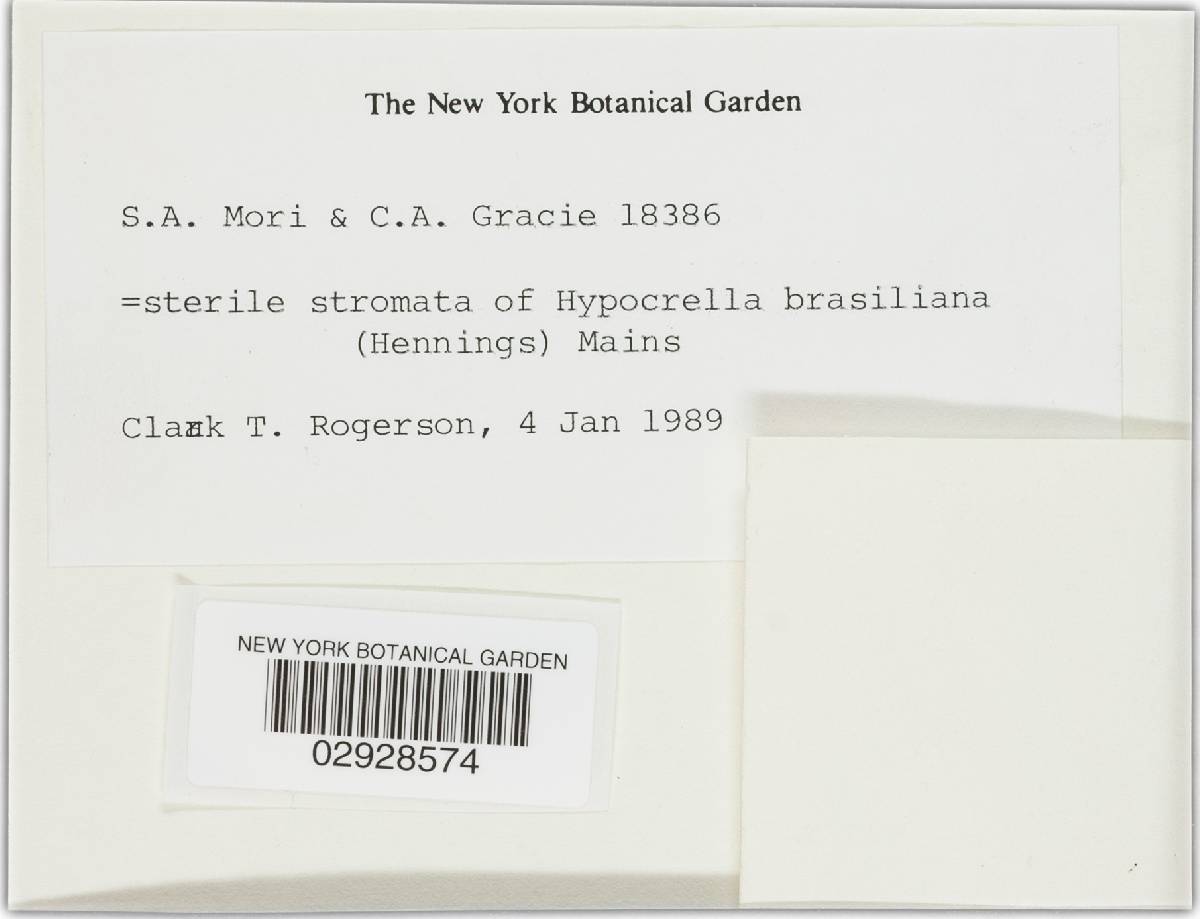 The New York Botanical Garden
S.A. Mori & C.A. Gracie 18386
=sterile stromata of Hypocrella brasiliana
(Hennings) Mains
Clark T. Rogerson, 4 Jan 1989
NEW YORK BOTANICAL GARDEN
02928574